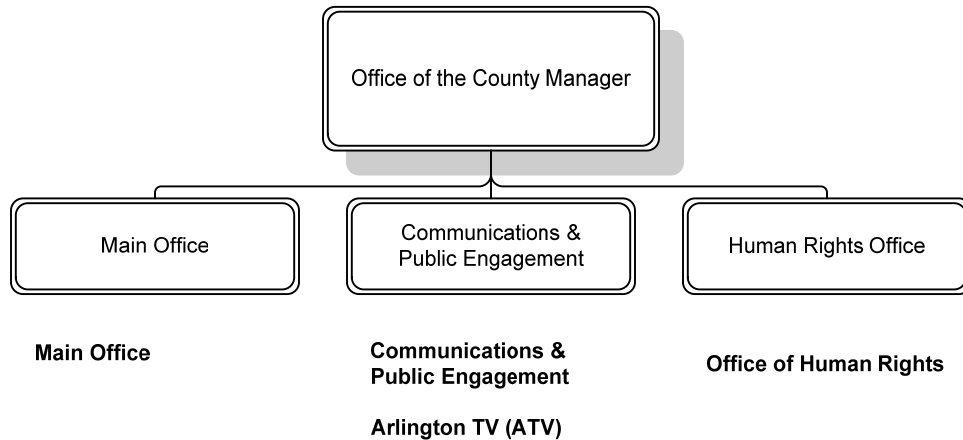 Office of the County Manager
Main Office
Communications &
Public Engagement
Human Rights Office
Main Office
Communications &
Public Engagement
Arlington TV (ATV)
Office of Human Rights